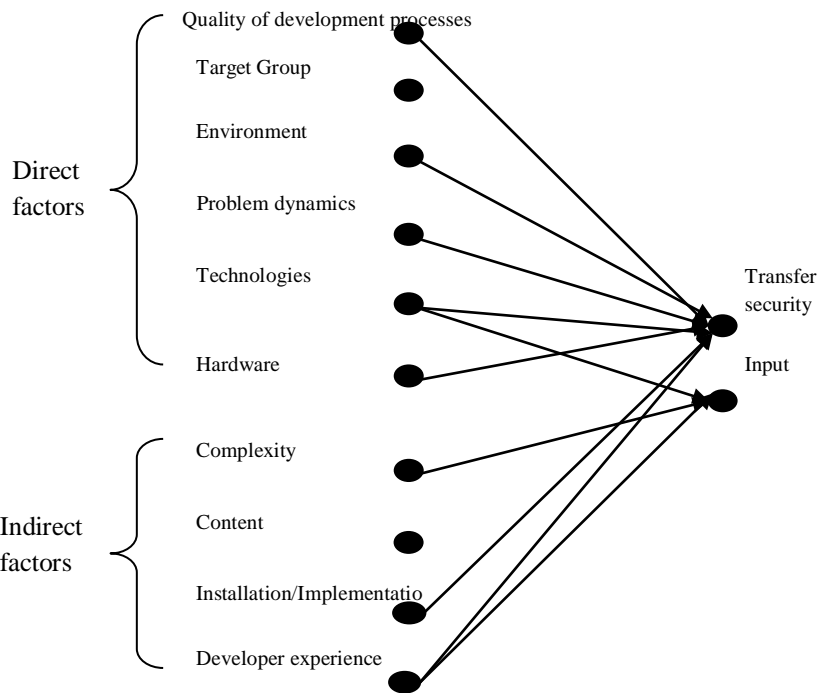 Quality of development processes
Target Group
Environment
Direct
factors
Problem dynamics
Technologies
Transfer
security
Hardware
Input
Complexity
Content
Indirect
factors
Installation/Implementatio
Developer experience